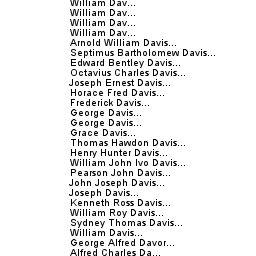 William Dav...
William Dav...
William Dav...
William Dav...
Arnold William Davis...
Septimus Bartholomew Davis...
Edward Bentley Davis...
Octavius Charles Davis...
Joseph Ernest Davis...
Horace Fred Davis...
Frederick Davis...
George Davis...
George Davis...
Grace Davis...
Thomas Hawdon Davis...
Henry Hunter Davis...
William John Ivo Davis...
Pearson John Davis...
John Joseph Davis...
Joseph Davis...
Kenneth Ross Davis...
William Roy Davis...
Sydney Thomas Davis...
William Davis...
George Alfred Davor...
Alfred Charles Da...